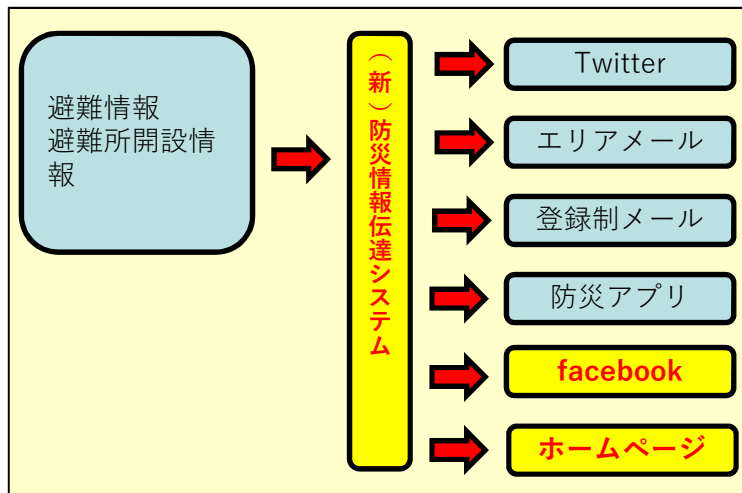 避難情報
避難所開設情
報
（新）防災情報伝達システム
Twitter
エリアメール
登録制メール
防災アプリ
facebook
ホームページ